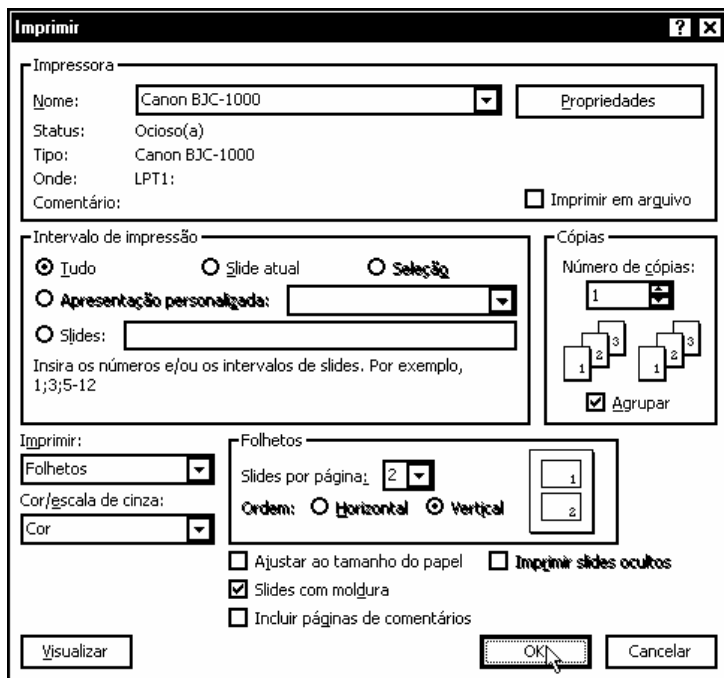 Imprimir
Impressora
Nome: Canon BJC-1000 Propriedades
Status: Ocioso(a)
Tipo: Canon BJC-1000
Onde: LPT1:
Comentário: Imprimir em arquivo
Intervalo de impressão
Tudo Slide atual Seleção
Apresentação personalizada:
Slides:
Insira os números e/ou os intervalos de slides. Por exemplo,
1;3;5-12
Cópias
Número de cópias:
1
1 2 3 1 2 3
Agrupar
Imprimir:
Folhetos
Cor/escala de cinza:
Cor
Folhetos
Slides por página: 2
Ordem: Horizontal Vertical
1
2
Ajustar ao tamanho do papel Imprimir slides ocultos
Slides com moldura
Incluir páginas de comentários
Visualizar OK Cancelar